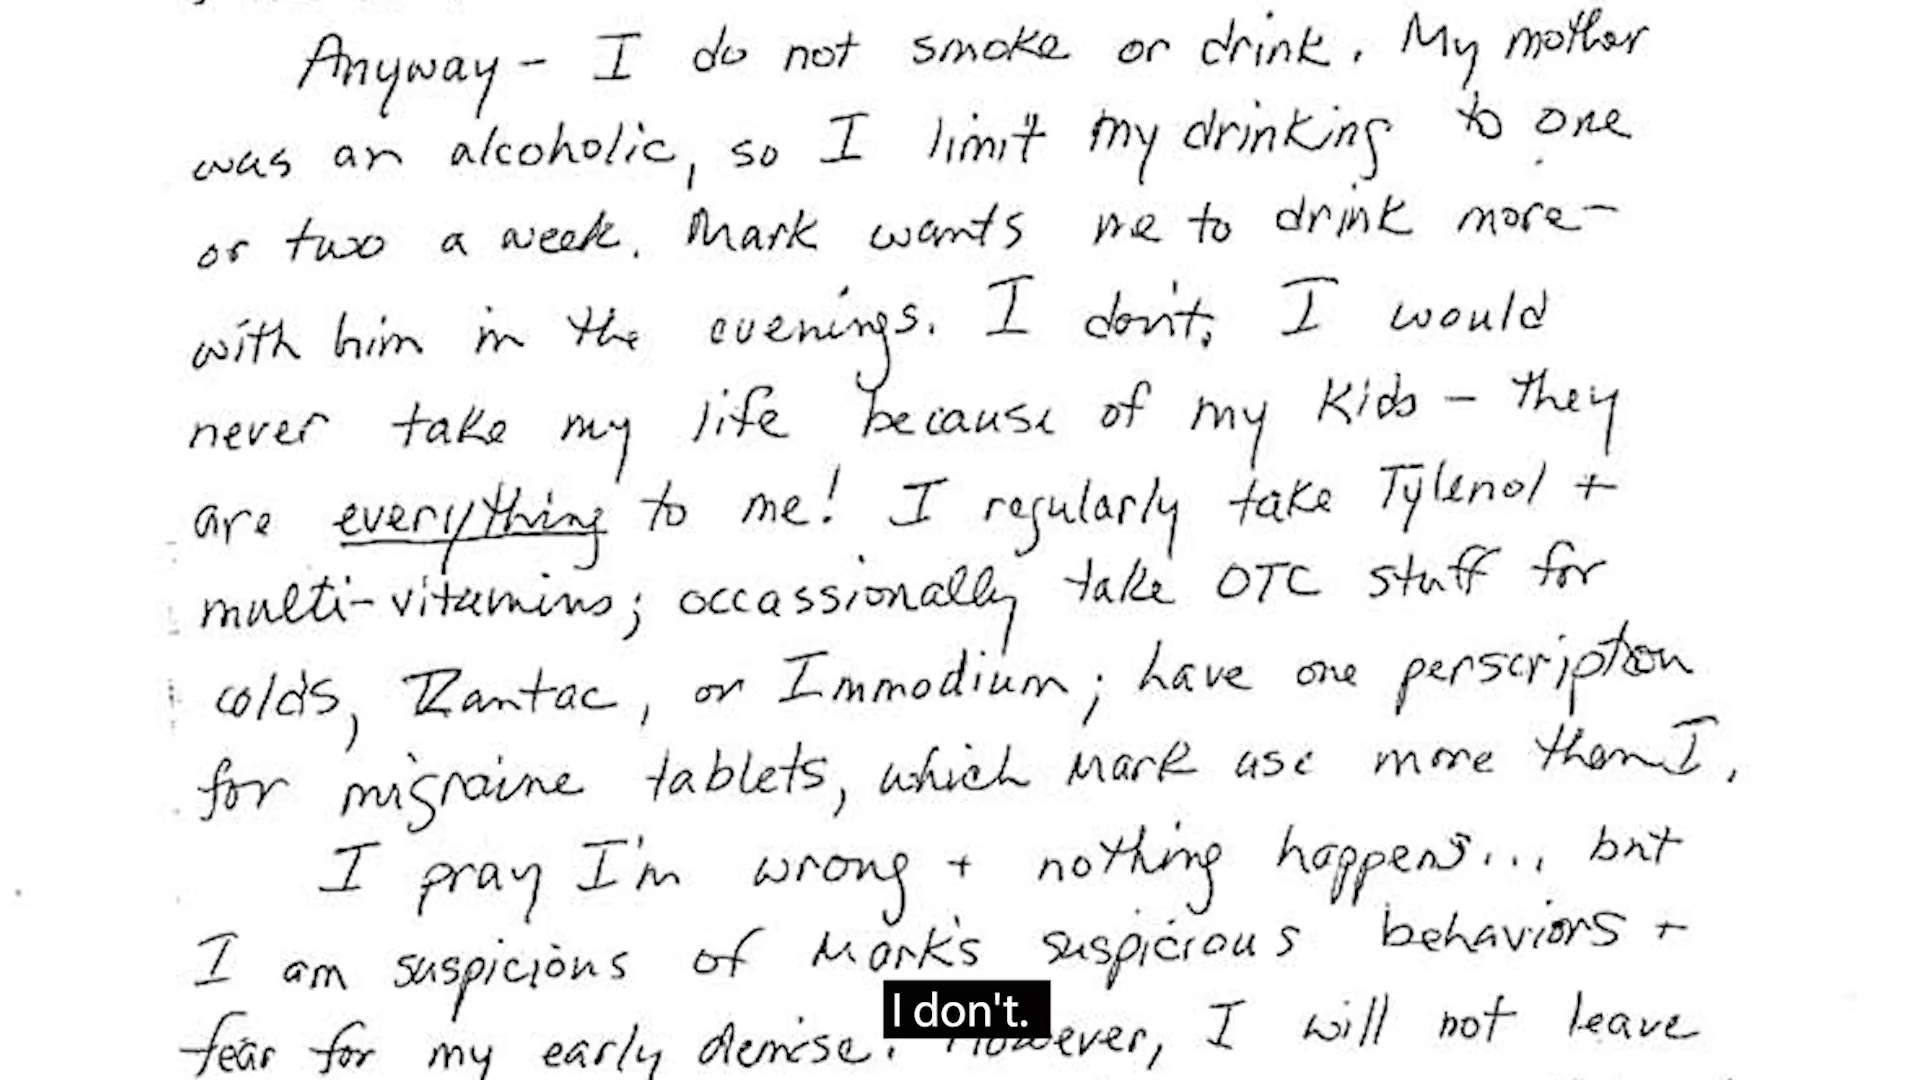 Anyway - I do not smoke or drink. My mother
was an alcoholic, so I limit my drinking to one
or two a week. Mark wants me to drink more -
with him in the evenings. I don't. I would
never take my life because of my kids - they
are everything to me! I regularly take Tylenol +
multi-vitamins; occassionally take OTC stuff for
colds, Zantac, or Immodium; have one perscription
for migraine tablets, which Mark use more than I.
I pray I'm wrong + nothing happens... but
I am suspicious of Mark's suspicious behaviors +
fear for my early demise. However, I will not leave
I don't.